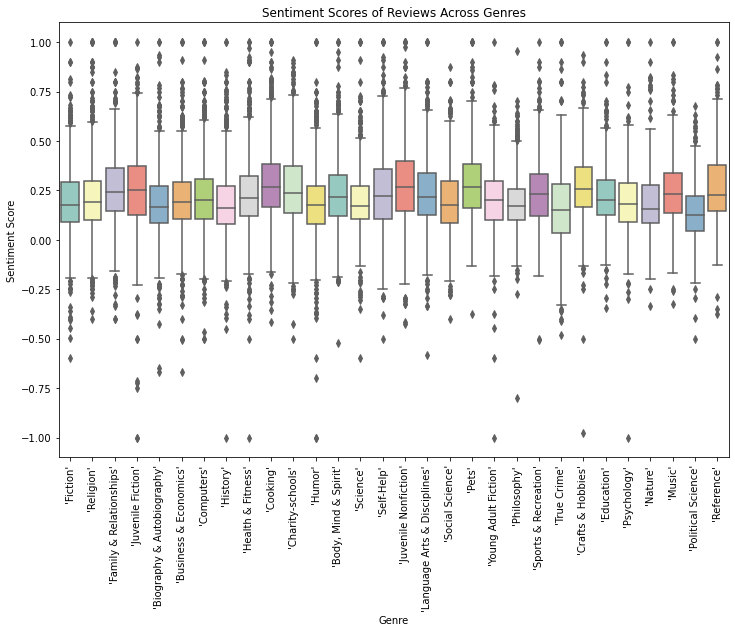 Sentiment Scores of Reviews Across Genres
1.00
0.75
0.50
0.25
0.00
−0.25
−0.50
−0.75
−1.00
Sentiment Score
'Fiction'
'Religion'
'Family & Relationships'
'Juvenile Fiction'
'Biography & Autobiography'
'Business & Economics'
'Computers'
'History'
'Health & Fitness'
'Cooking'
'Charity-schools'
'Humor'
'Body, Mind & Spirit'
'Science'
'Self-Help'
'Juvenile Nonfiction'
'Language Arts & Disciplines'
'Social Science'
'Pets'
'Young Adult Fiction'
'Philosophy'
'Sports & Recreation'
'True Crime'
'Crafts & Hobbies'
'Education'
'Psychology'
'Nature'
'Music'
'Political Science'
'Reference'
Genre